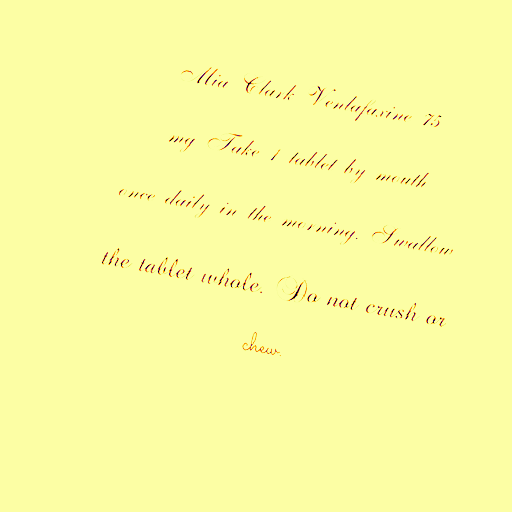 Mia Clark Venlafaxine 75
mg Take 1 tablet by mouth
once daily in the morning. Swallow
the tablet whole. Do not crush or
chew.